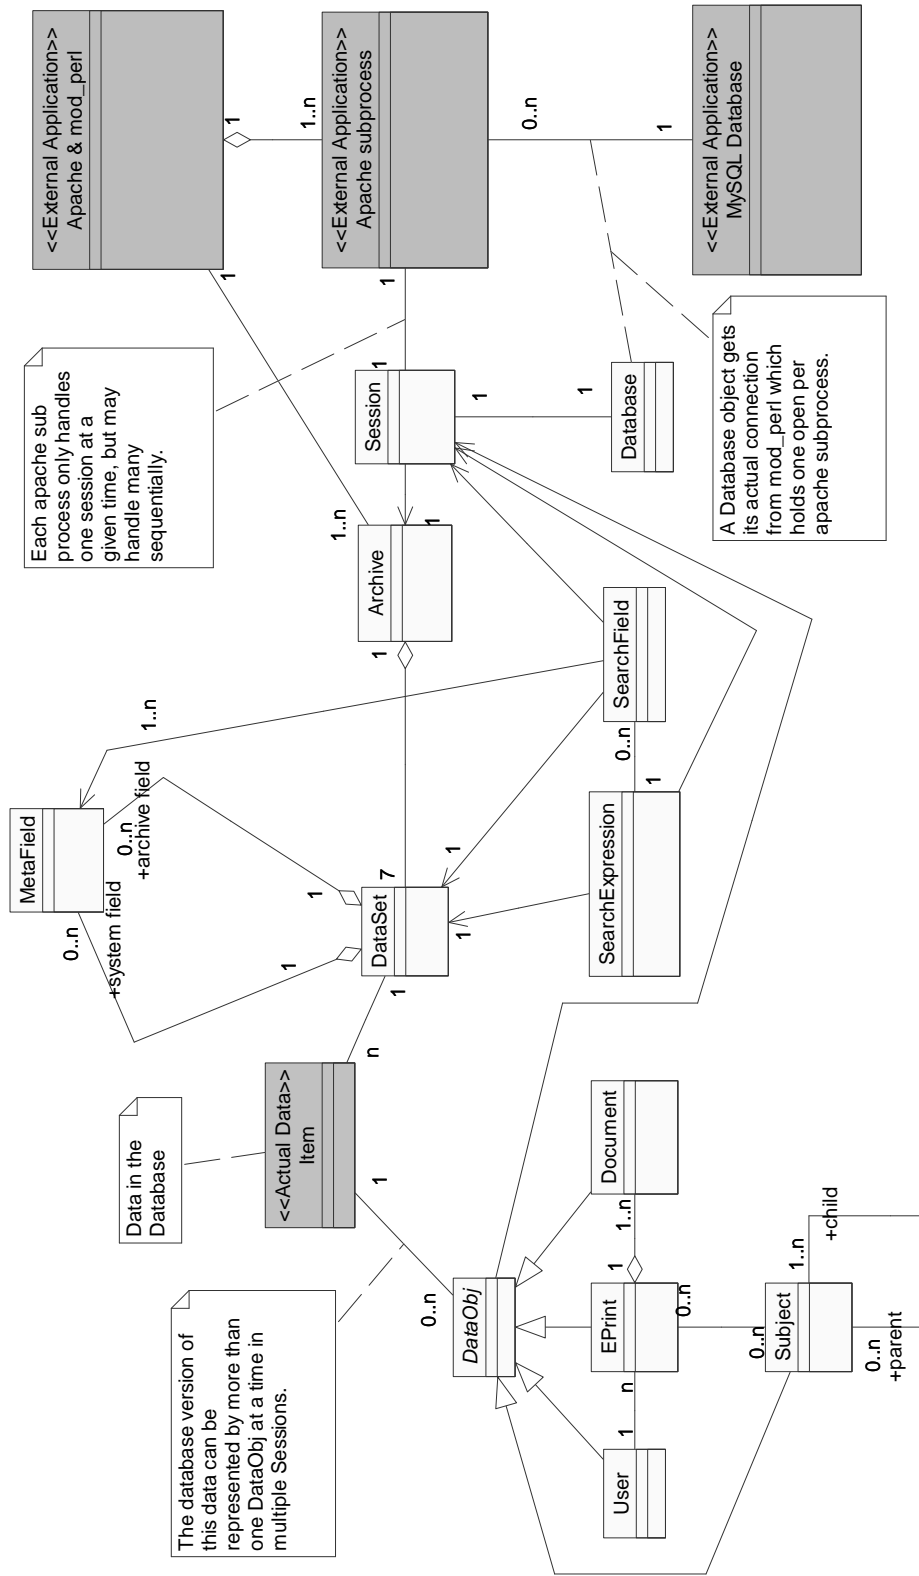 MetaField
0..n
+system field
0..n
+archive field
1..n
1
1
Each apache sub
process only handles
one session at a
given time, but may
handle many
sequentially.
<<External Application>>
Apache & mod_perl
1
1
1..n
Data in the
Database
The database version of
this data can be
represented by more than
one DataObj at a time in
multiple Sessions.
<<Actual Data>>
Item
n
1
1
0..n
DataSet
1
7
1
1
Archive
1..n
1
1
Session
1
1
1
<<External Application>>
Apache subprocess
0..n
1
DataObj
User
1
n
EPrint
1
0..n
1..n
Document
SearchExpression
1
0..n
SearchField
Database
1
<<External Application>>
MySQL Database
A Database object gets
its actual connection
from mod_perl which
holds one open per
apache subprocess.
0..n
Subject
0..n
+parent
1..n
+child